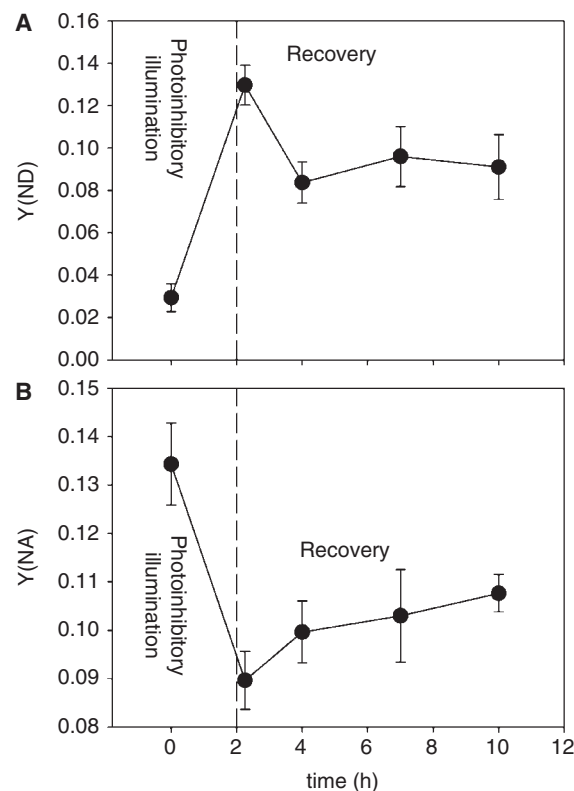 A
0.16
0.14
0.12
0.10
0.08
0.06
0.04
0.02
0.00
Y(ND)
Photoinhibitory
illumination
Recovery
B
0.15
0.14
0.13
0.12
0.11
0.10
0.09
0.08
Y(NA)
Photoinhibitory
illumination
Recovery
0 2 4 6 8 10 12
time (h)